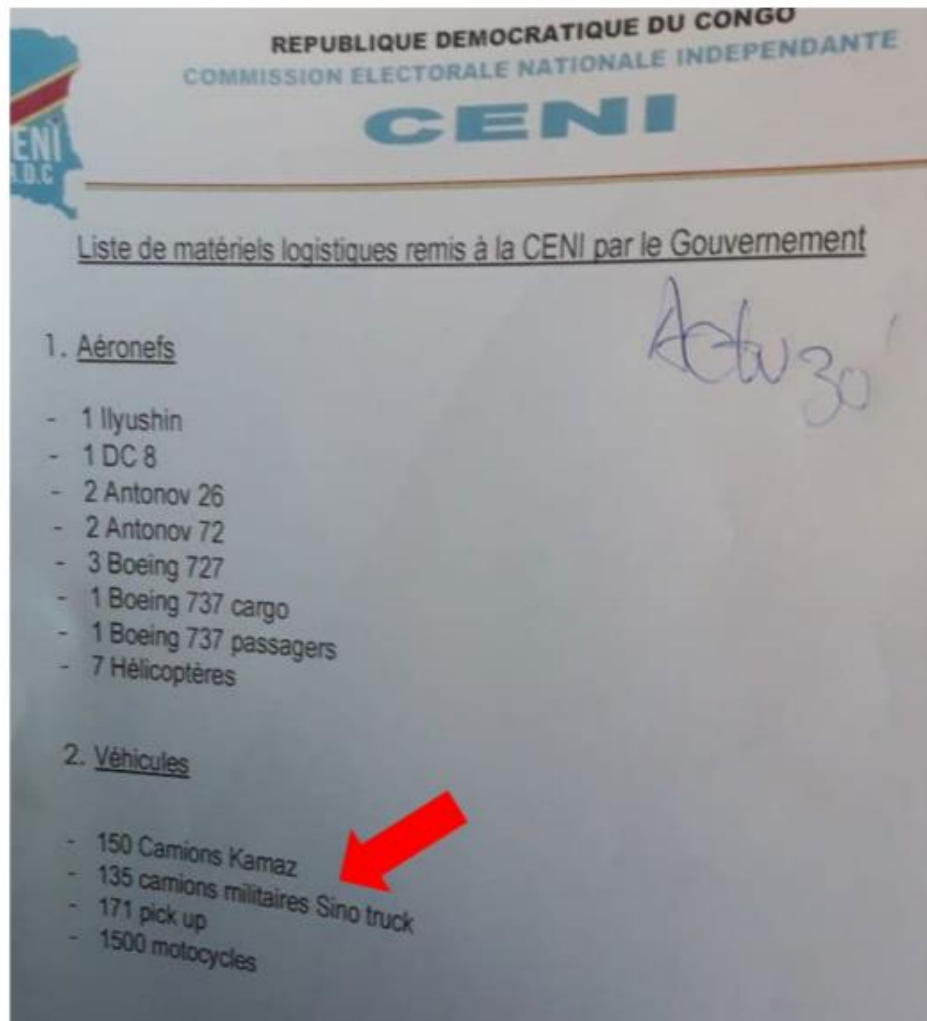 REPUBLIQUE DEMOCRATIQUE DU CONGO
COMMISSION ELECTORALE NATIONALE INDEPENDANTE
CENI
CENI
R.D.C
Liste de matériels logistiques remis à la CENI par le Gouvernement
1. Aéronefs
- 1 Ilyushin
- 1 DC 8
- 2 Antonov 26
- 2 Antonov 72
- 3 Boeing 727
- 1 Boeing 737 cargo
- 1 Boeing 737 passagers
- 7 Hélicoptères
2. Véhicules
- 150 Camions Kamaz
- 135 camions militaires Sino truck
- 171 pick up
- 1500 motocycles